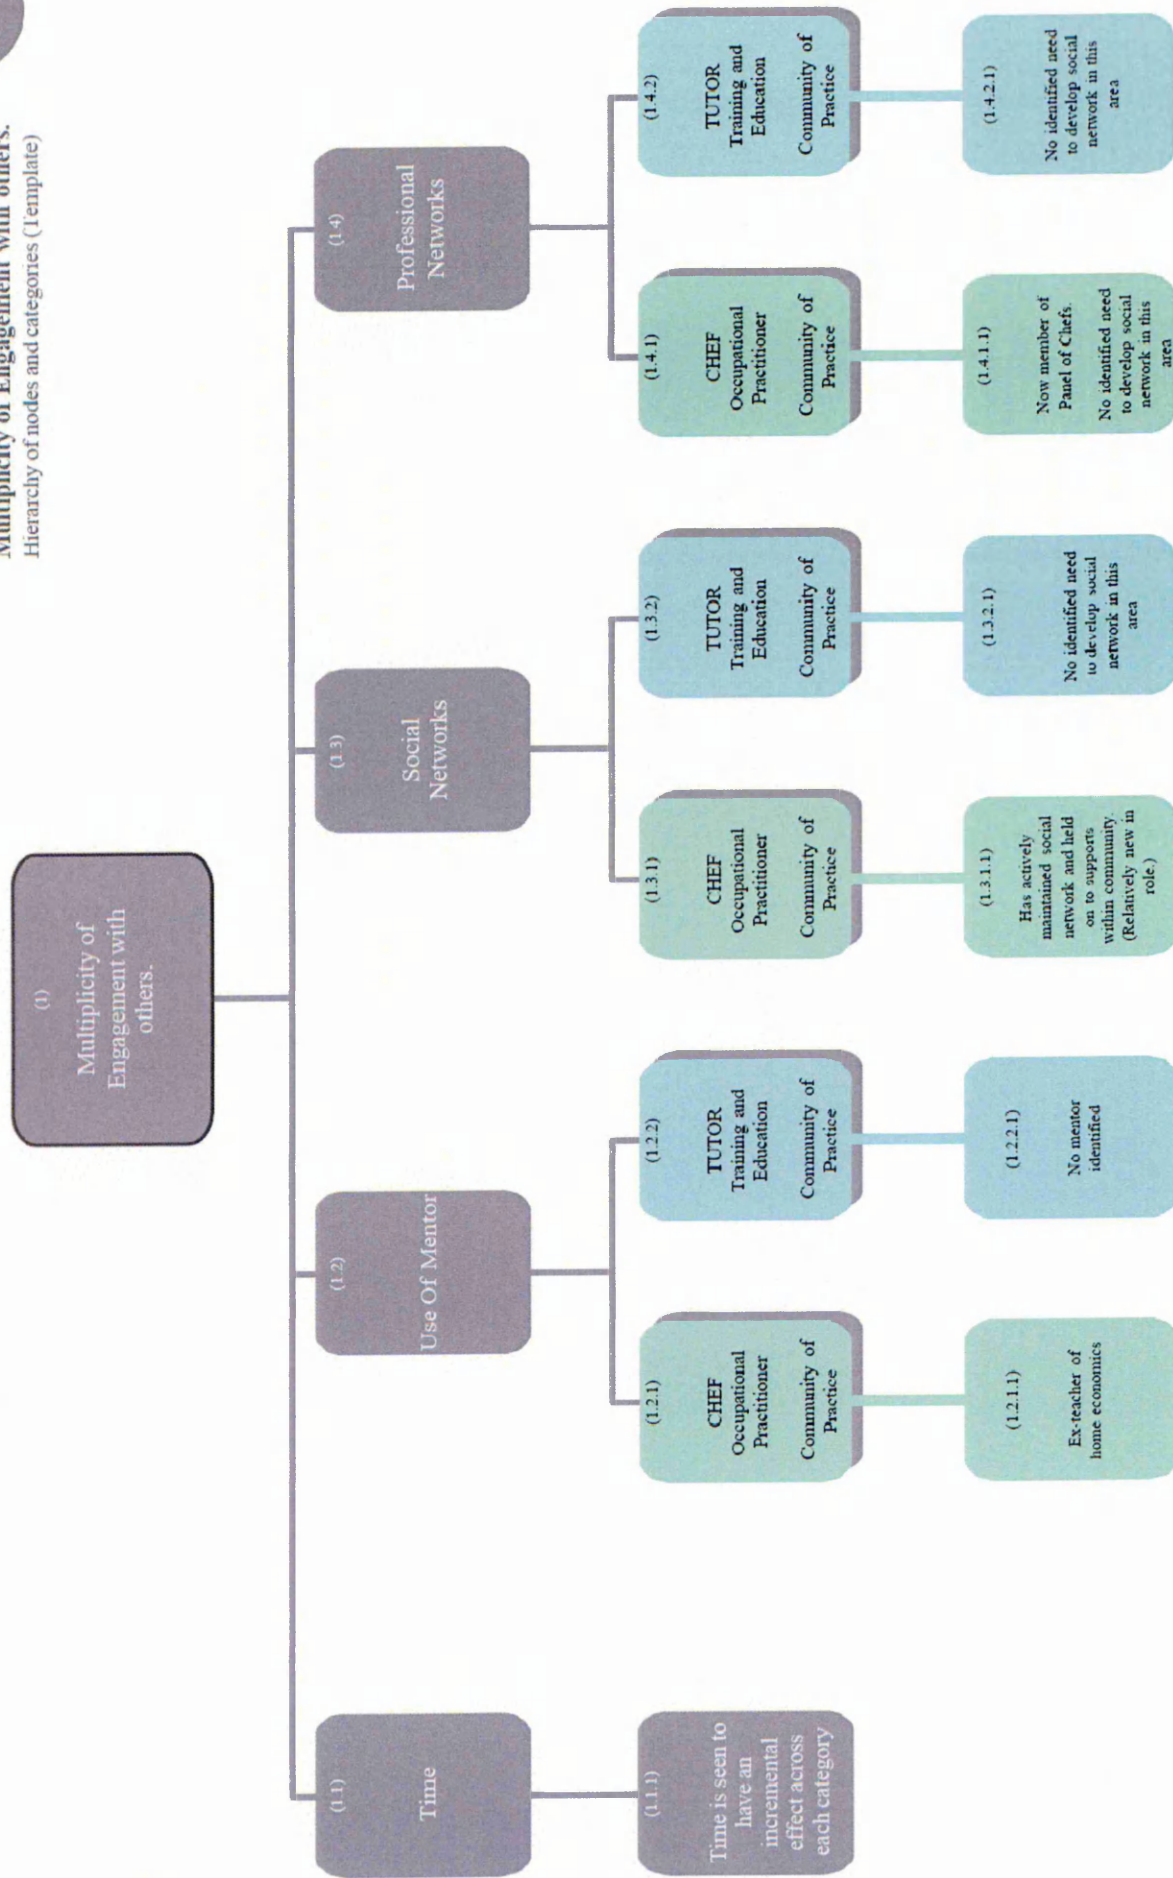 Multiplicity of Engagement with others.
Hierarchy of nodes and categories (Template)
(1)
Multiplicity of
Engagement with
others.
(1.1)
Time
(1.2)
Use Of Mentor
(1.3)
Social
Networks
(1.4)
Professional
Networks
(1.1.1)
Time is seen to
have an
incremental
effect across
each category
(1.2.1)
CHEF
Occupational
Practitioner
Community of
Practice
(1.2.2)
TUTOR
Training and
Education
Community of
Practice
(1.3.1)
CHEF
Occupational
Practitioner
Community of
Practice
(1.3.2)
TUTOR
Training and
Education
Community of
Practice
(1.4.1)
CHEF
Occupational
Practitioner
Community of
Practice
(1.4.2)
TUTOR
Training and
Education
Community of
Practice
(1.2.1.1)
Ex-teacher of
home economics
(1.2.2.1)
No mentor
identified
(1.3.1.1)
Has actively
maintained social
network and held
on to supports
within community.
(Relatively new in
role.)
(1.3.2.1)
No identified need
to develop social
network in this
area
(1.4.1.1)
Now member of
Panel of Chefs.
No identified need
to develop social
network in this
area
(1.4.2.1)
No identified need
to develop social
network in this
area